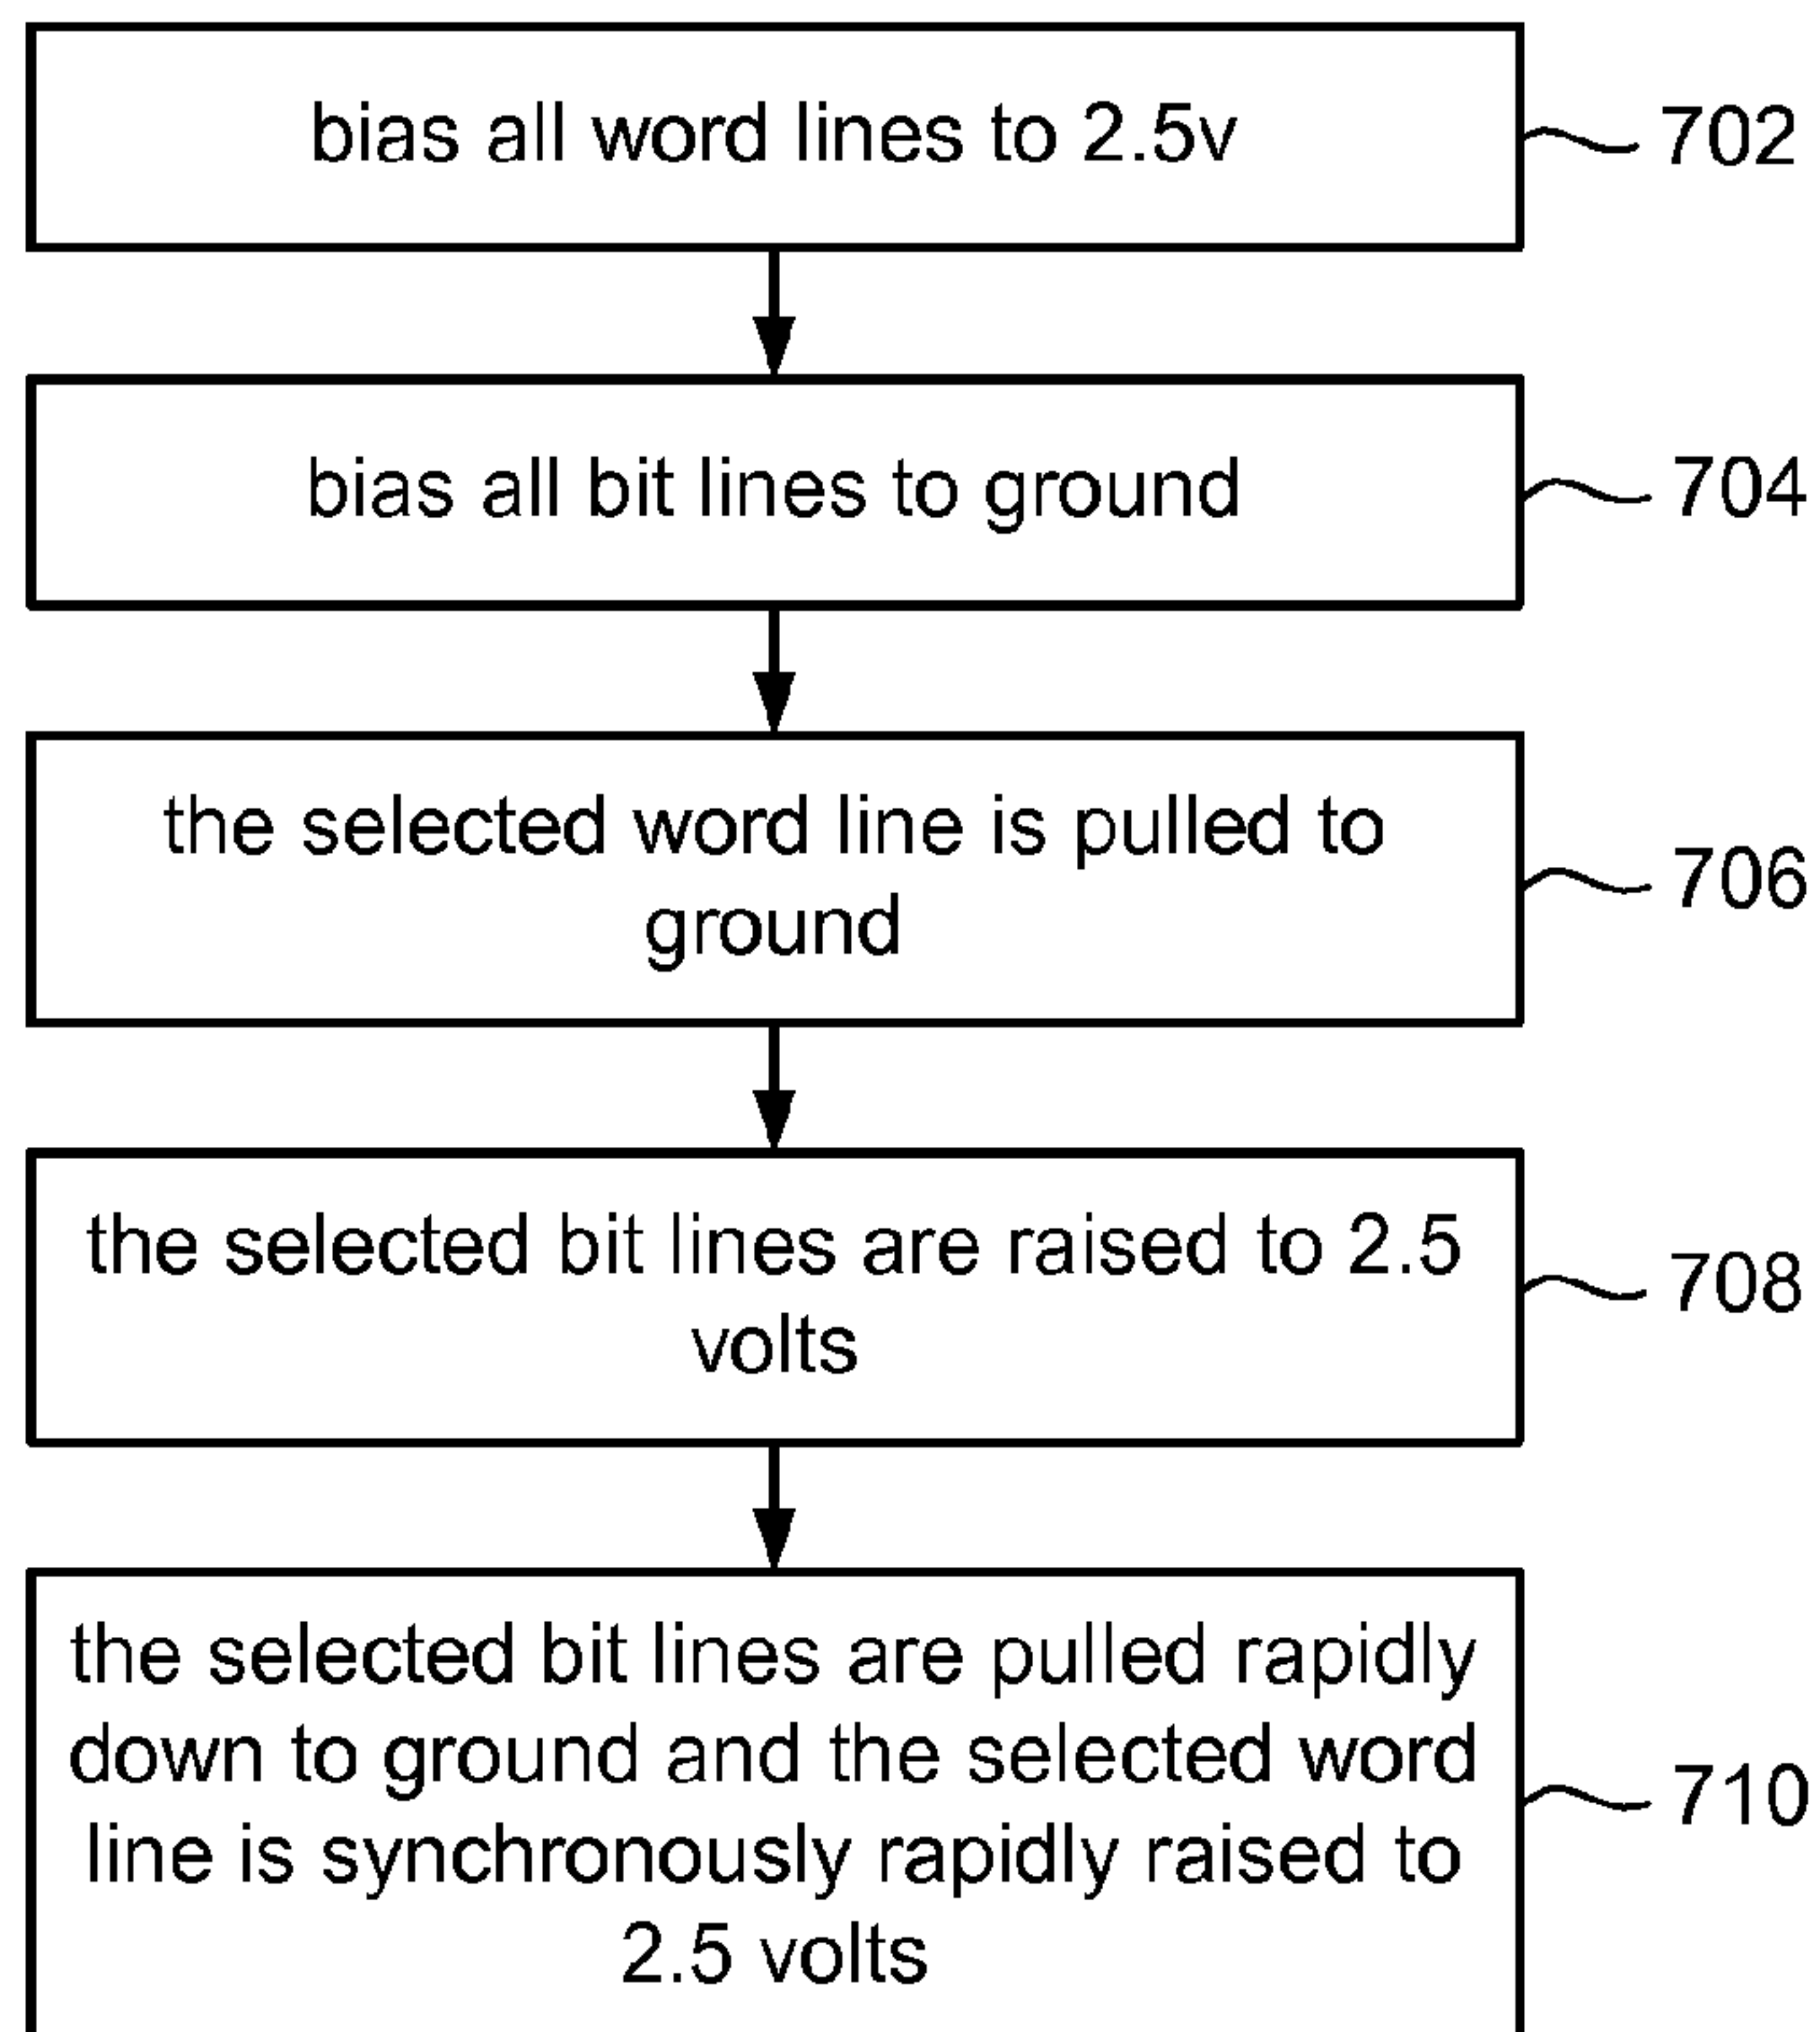 bias all word lines to 2.5v
702
bias all bit lines to ground
704
the selected word line is pulled to
ground
706
the selected bit lines are raised to 2.5
volts
708
the selected bit lines are pulled rapidly
down to ground and the selected word
line is synchronously rapidly raised to
2.5 volts
710